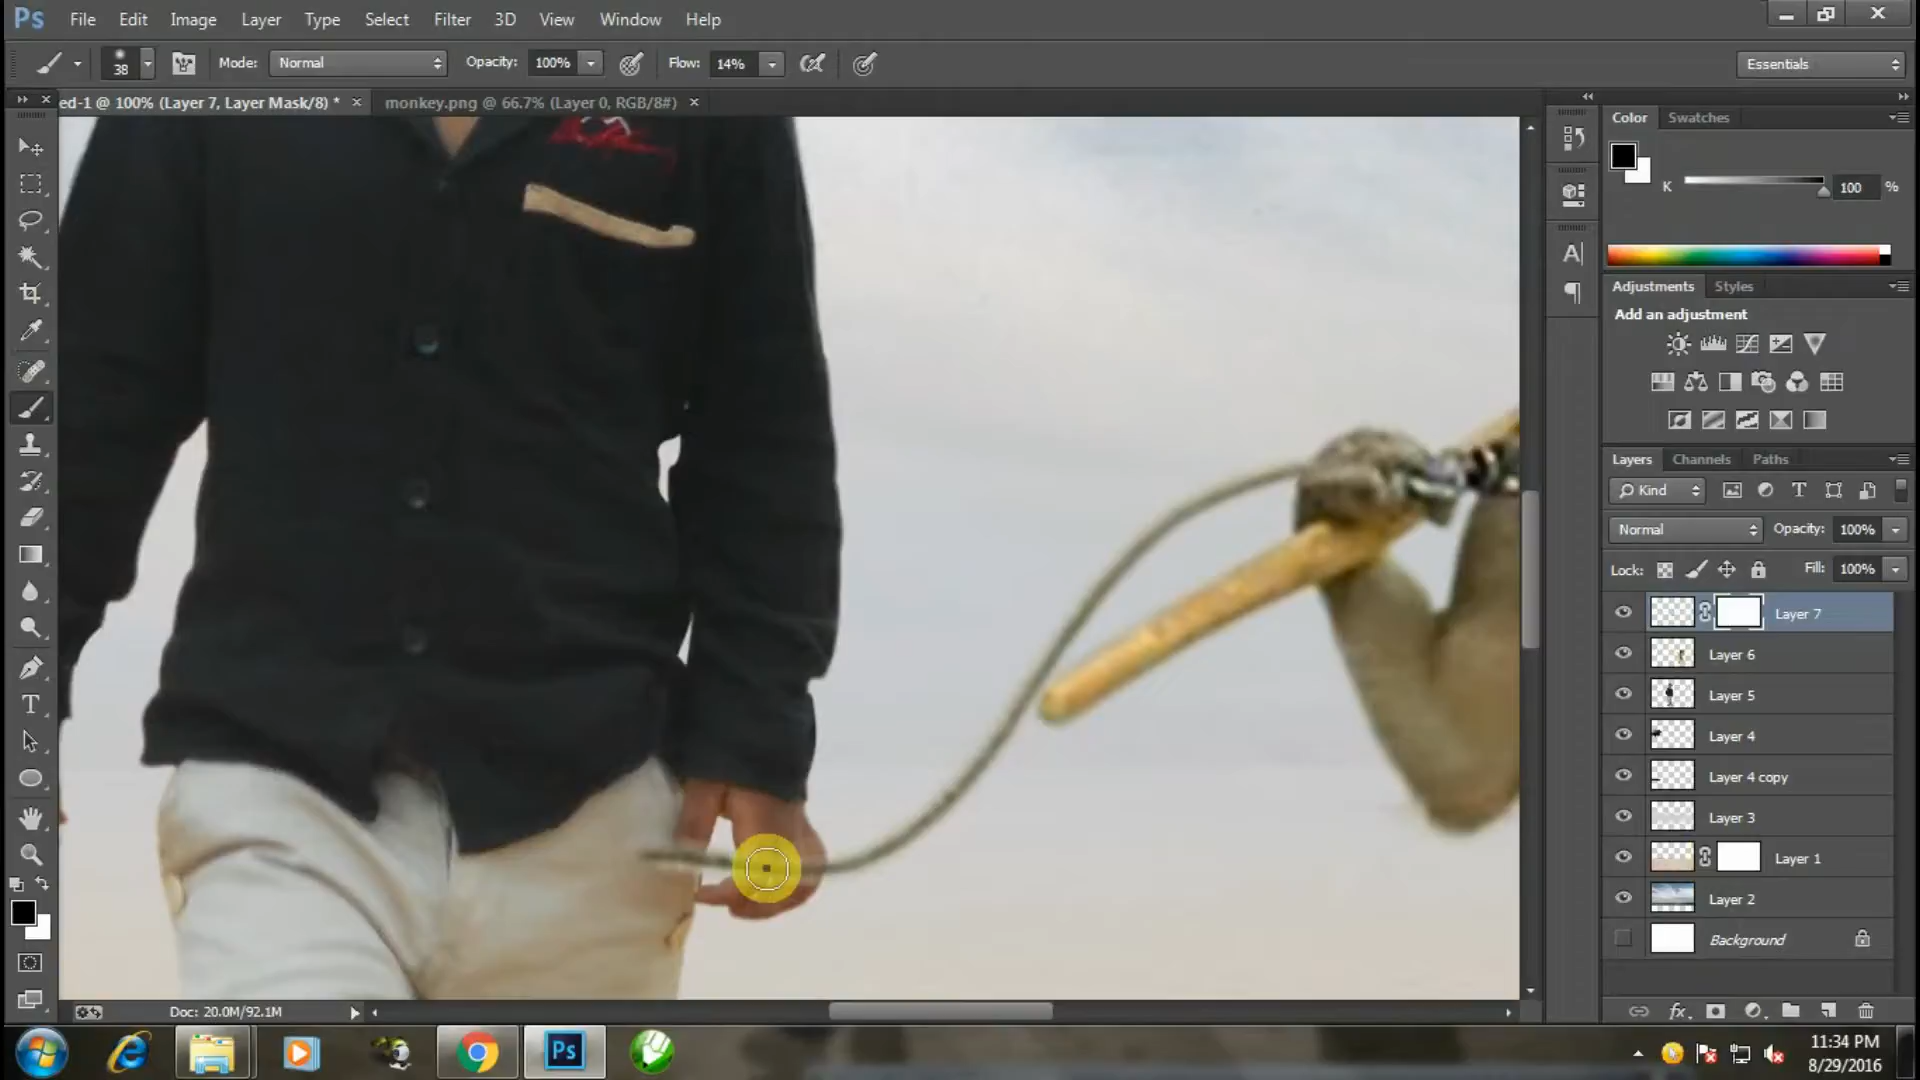 Ps File Edit Image Layer Type Select Filter 3D View Window Help
38 Mode: Normal Opacity: 100% Flow: 14% Essentials
ed-1 @ 100% (Layer 7, Layer Mask/8) * × monkey.png @ 66.7% (Layer 0, RGB/8#) ×
Color Swatches
K 100 %
Adjustments Styles
Add an adjustment
Layers Channels Paths
Kind
Normal Opacity: 100%
Lock: Fill: 100%
Layer 7
Layer 6
Layer 5
Layer 4
Layer 4 copy
Layer 3
Layer 1
Layer 2
Background
Doc: 20.0M/92.1M
Ps
11:34 PM
8/29/2016